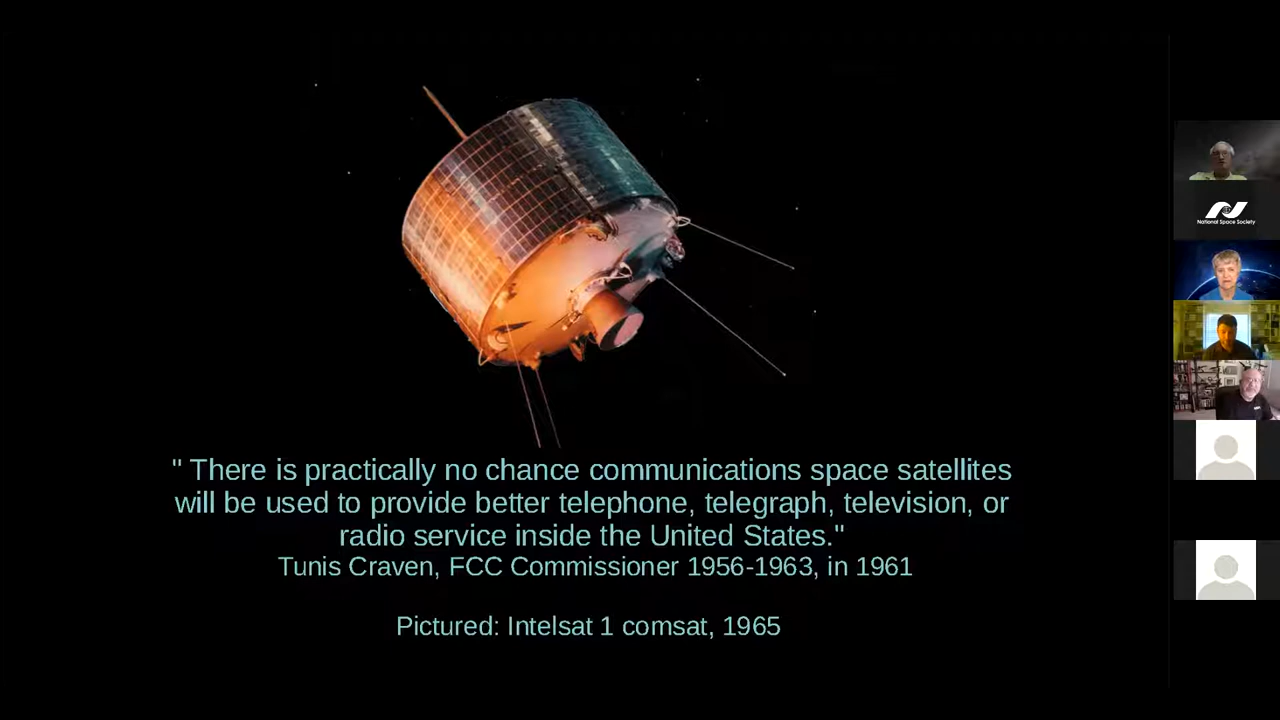 " There is practically no chance communications space satellites
will be used to provide better telephone, telegraph, television, or
radio service inside the United States."
Tunis Craven, FCC Commissioner 1956-1963, in 1961
Pictured: Intelsat 1 comsat, 1965
National Space Society